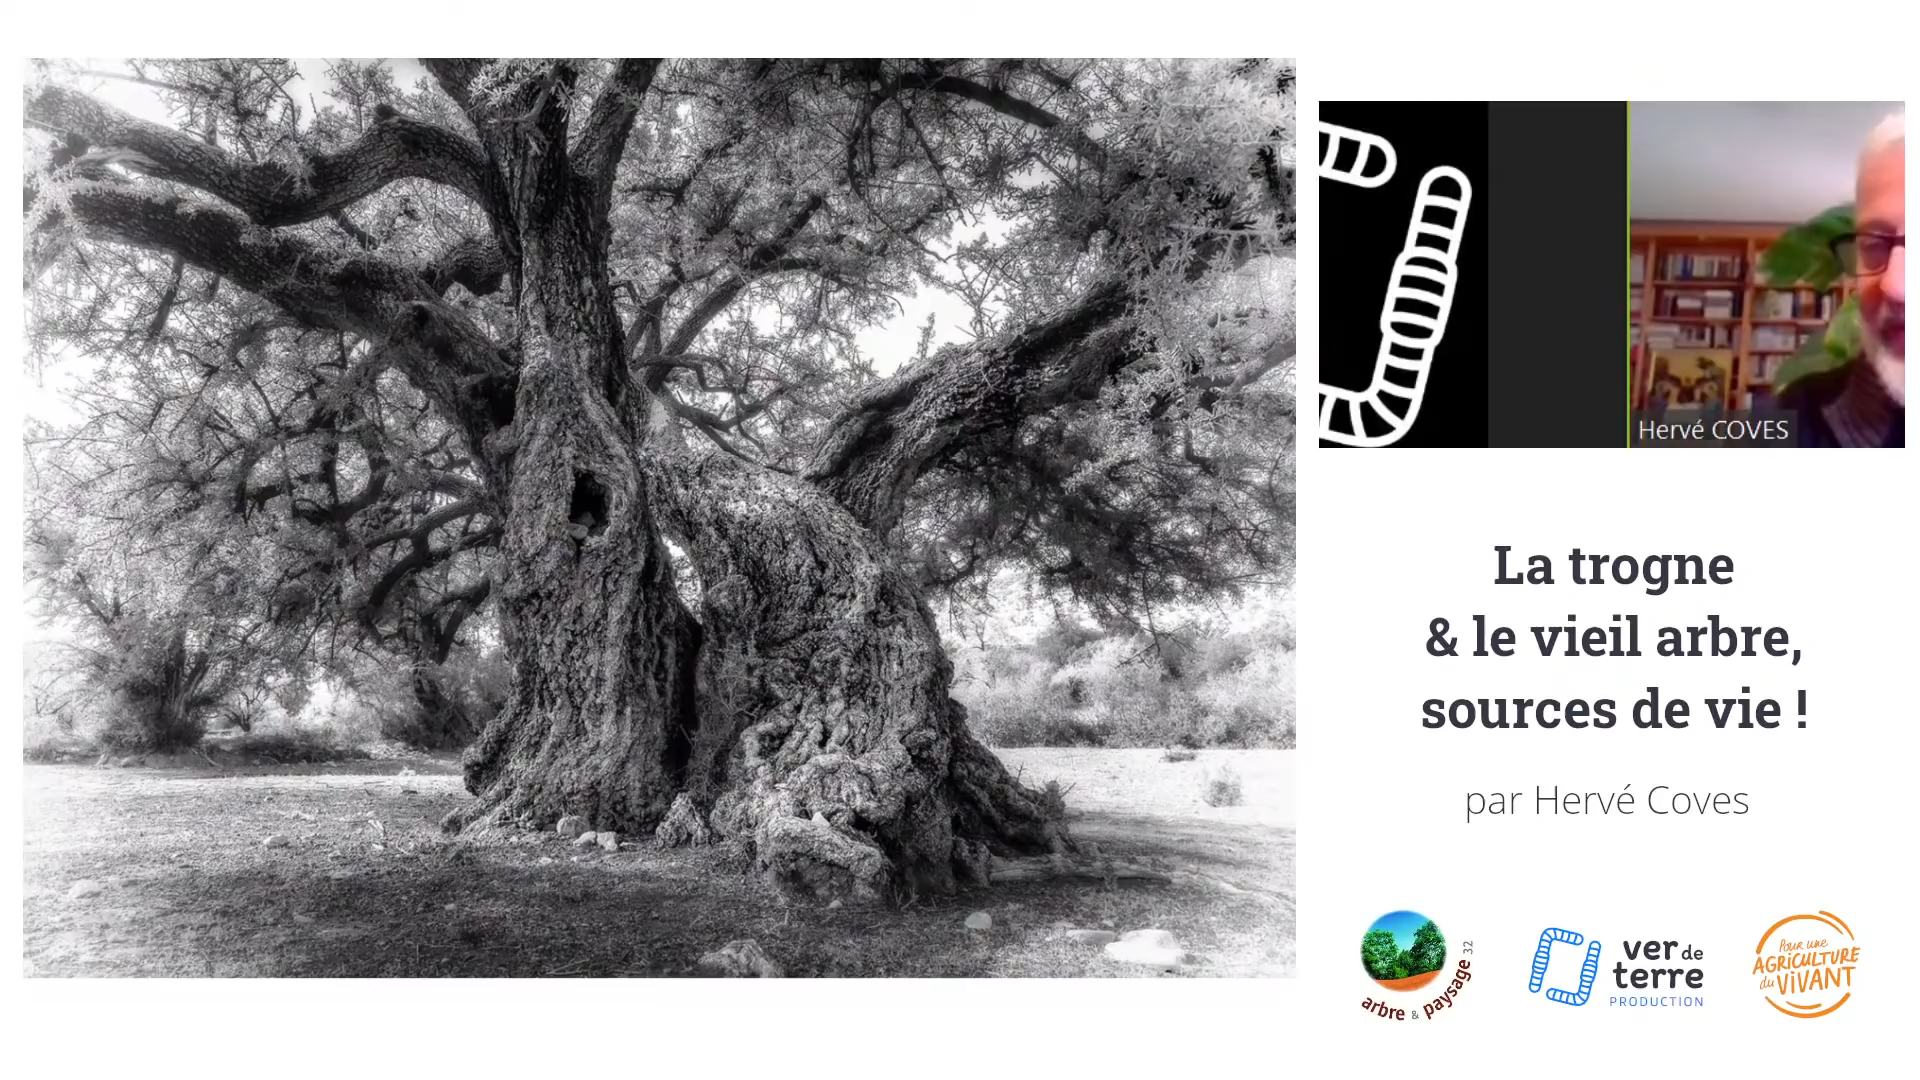 Hervé COVES
La trogne
& le vieil arbre,
sources de vie !
par Hervé Coves
arbre & paysage 32
ver de
terre
PRODUCTION
Pour une
AGRICULTURE
du VIVANT